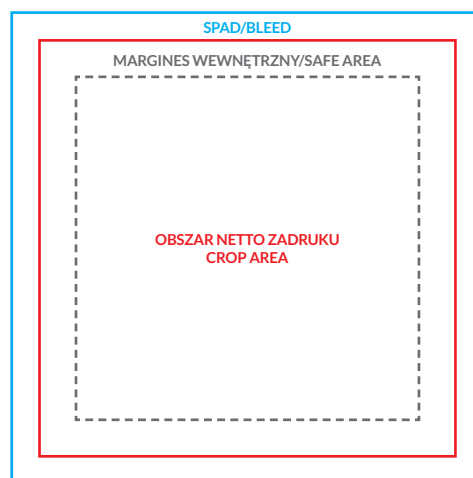 SPAD/BLEED
MARGINES WEWNĘTRZNY/SAFE AREA
OBSZAR NETTO ZADRUKU
CROP AREA